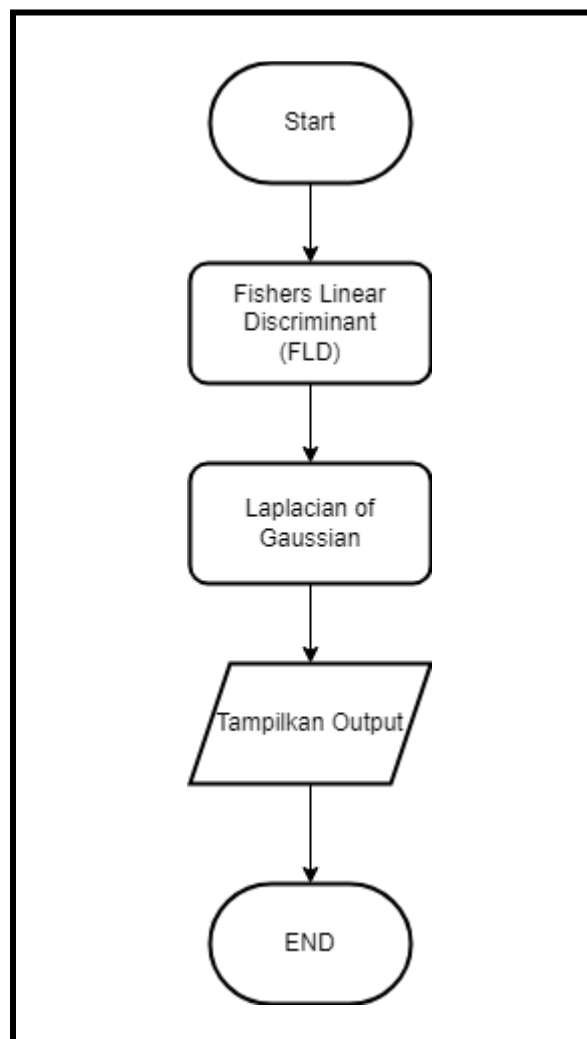 Start
Fishers Linear
Discriminant
(FLD)
Laplacian of
Gaussian
Tampilkan Output
END